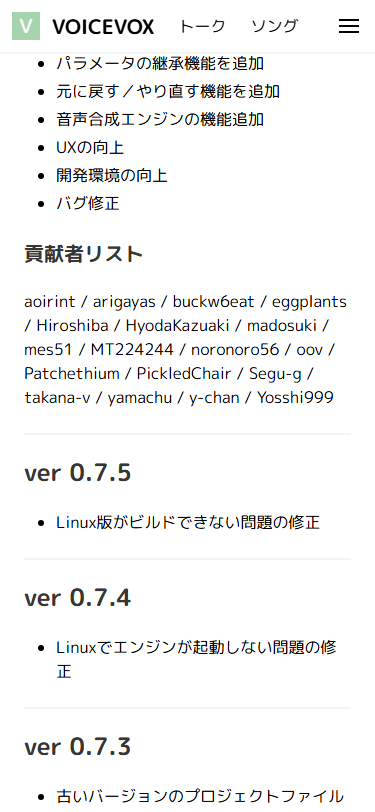 V VOICEVOX トーク ソング
パラメータの継承機能を追加
元に戻す／やり直す機能を追加
音声合成エンジンの機能追加
UXの向上
開発環境の向上
バグ修正
貢献者リスト
aoirint / arigayas / buckw6eat / eggplants
/ Hiroshiba / HyodaKazuaki / madosuki /
mes51 / MT224244 / noronoro56 / oov /
Patchethium / PickledChair / Segu-g /
takana-v / yamachu / y-chan / Yosshi999
ver 0.7.5
Linux版がビルドできない問題の修正
ver 0.7.4
Linuxでエンジンが起動しない問題の修
正
ver 0.7.3
古いバージョンのプロジェクトファイル